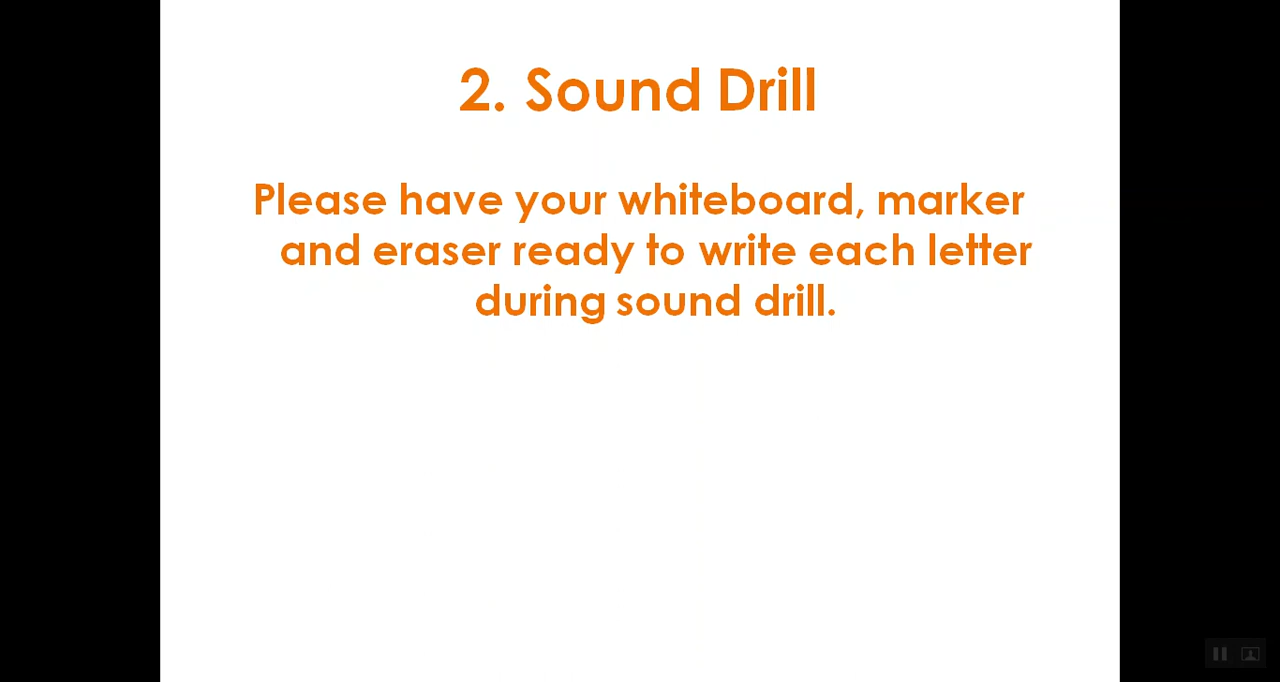 2. Sound Drill
Please have your whiteboard, marker
and eraser ready to write each letter
during sound drill.